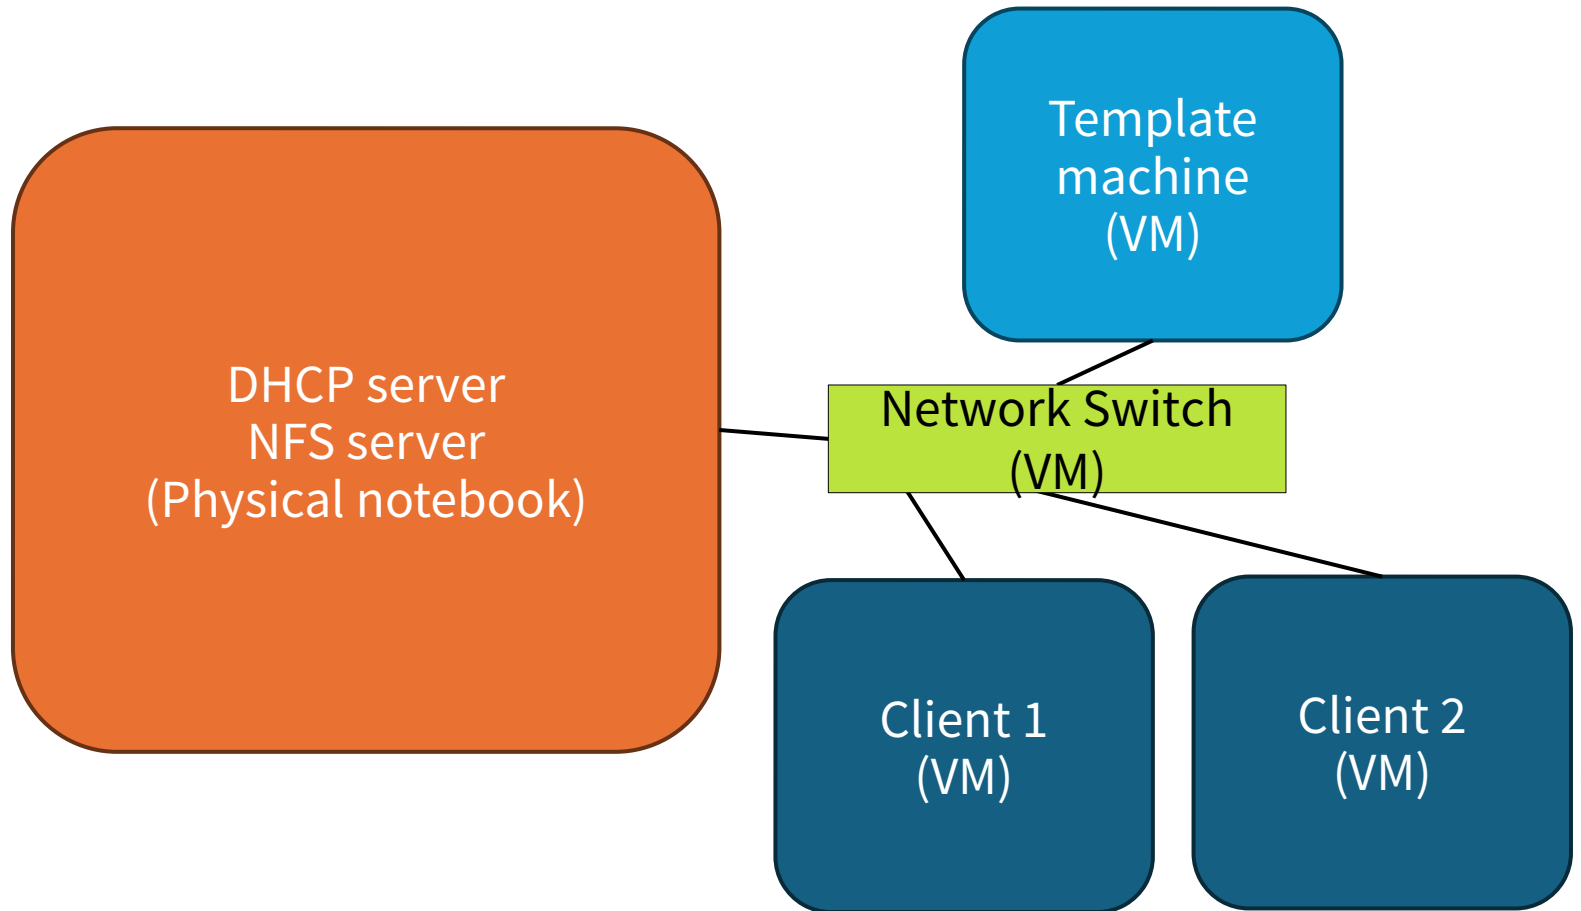 Template
machine
(VM)
DHCP server
NFS server
(Physical notebook)
Network Switch
(VM)
Client 1
(VM)
Client 2
(VM)